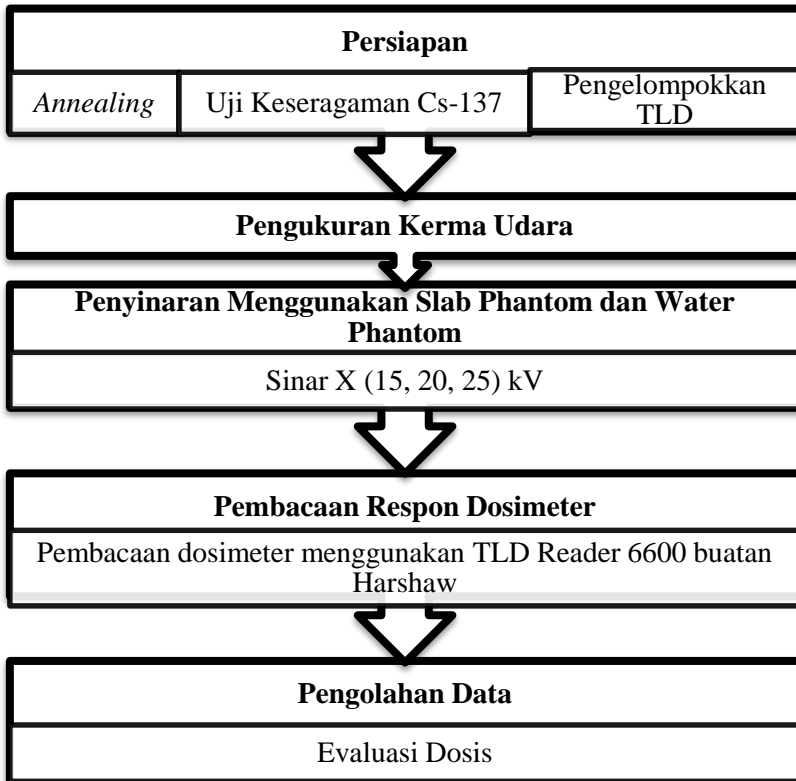 Persiapan
Annealing
Uji Keseragaman Cs-137
Pengelompokkan
TLD
Pengukuran Kerma Udara
Penyinaran Menggunakan Slab Phantom dan Water
Phantom
Sinar X (15, 20, 25) kV
Pembacaan Respon Dosimeter
Pembacaan dosimeter menggunakan TLD Reader 6600 buatan
Harshaw
Pengolahan Data
Evaluasi Dosis